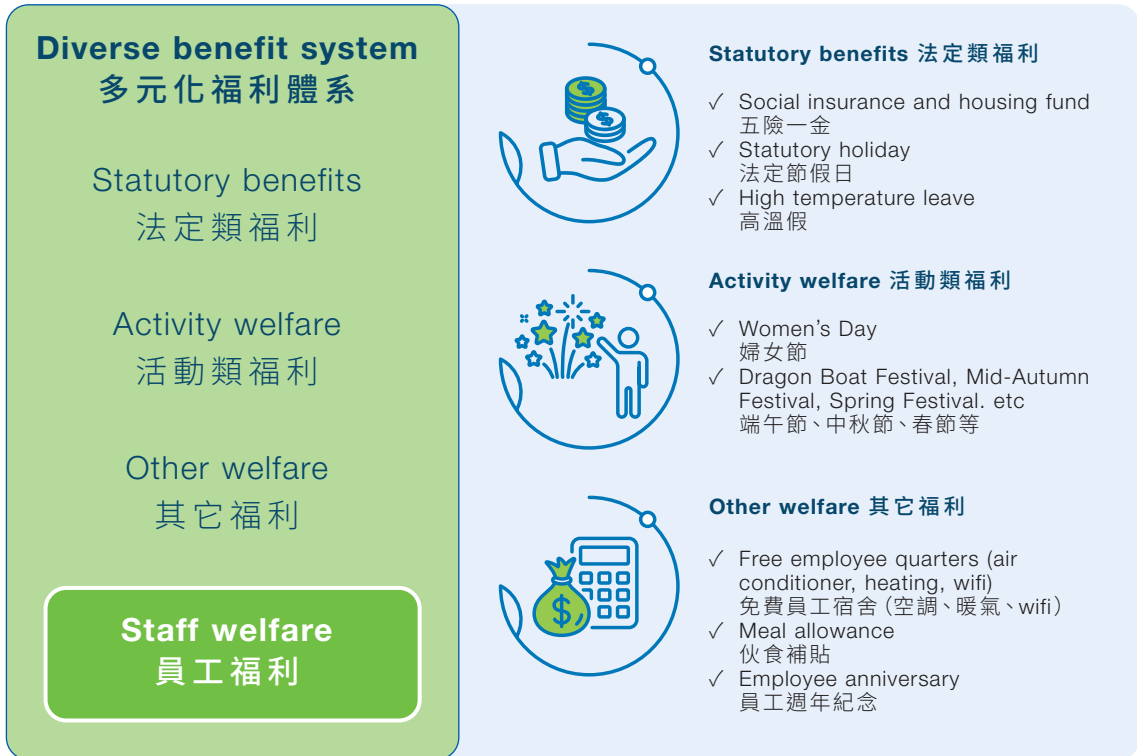 Diverse benefit system
多元化福利體系
Statutory benefits
法定類福利
Activity welfare
活動類福利
Other welfare
其它福利
Staff welfare
員工福利
Statutory benefits 法定類福利
✓ Social insurance and housing fund
五險一金
✓ Statutory holiday
法定節假日
✓ High temperature leave
高溫假
Activity welfare 活動類福利
✓ Women's Day
婦女節
✓ Dragon Boat Festival, Mid-Autumn
Festival, Spring Festival. etc
端午節、中秋節、春節等
Other welfare 其它福利
✓ Free employee quarters (air
conditioner, heating, wifi)
免費員工宿舍(空調、暖氣、wifi)
✓ Meal allowance
伙食補貼
✓ Employee anniversary
員工週年紀念